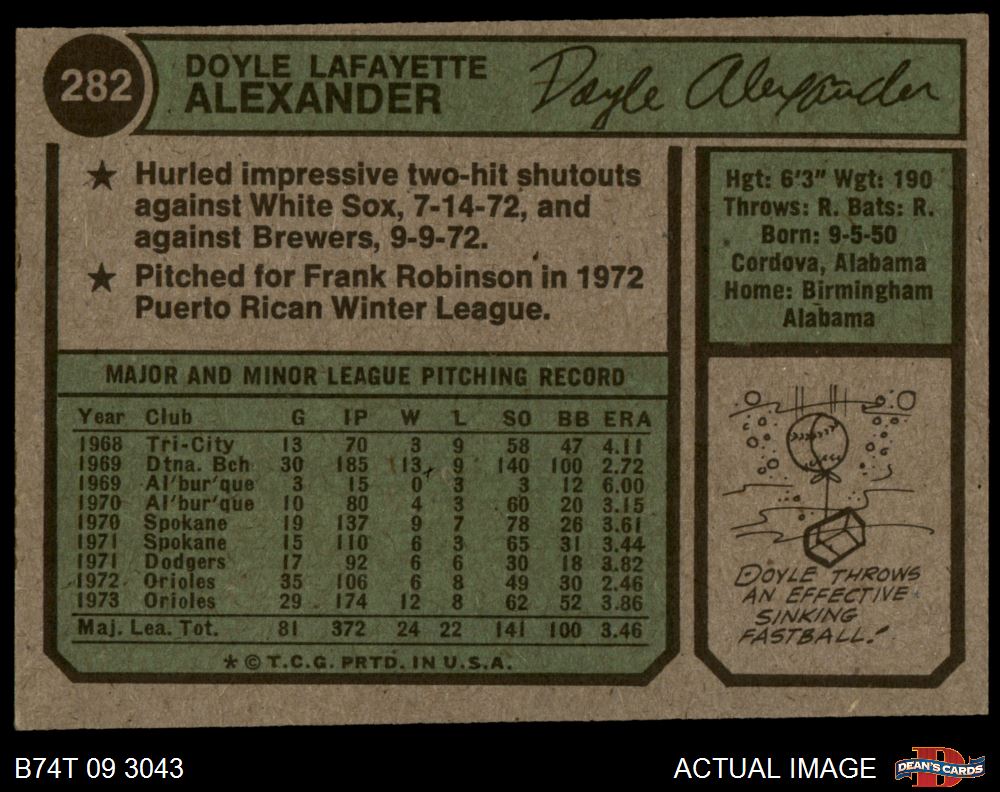 282
DOYLE LAFAYETTE
ALEXANDER
Doyle Alexander
★ Hurled impressive two-hit shutouts
against White Sox, 7-14-72, and
against Brewers, 9-9-72.
★ Pitched for Frank Robinson in 1972
Puerto Rican Winter League.
Hgt: 6'3" Wgt: 190
Throws: R. Bats: R.
Born: 9-5-50
Cordova, Alabama
Home: Birmingham
Alabama
MAJOR AND MINOR LEAGUE PITCHING RECORD
Year Club G IP W L SO BB ERA
1968 Tri-City 13 70 3 9 58 47 4.11
1969 Dtna. Bch 30 185 13 9 140 100 2.72
1969 Al'bur'que 3 15 0 3 3 12 6.00
1970 Al'bur'que 10 80 4 3 60 20 3.15
1970 Spokane 19 137 9 7 78 26 3.61
1971 Spokane 15 110 6 3 65 31 3.44
1971 Dodgers 17 92 6 6 30 18 3.82
1972 Orioles 35 106 6 8 49 30 2.46
1973 Orioles 29 174 12 8 62 52 3.86
Maj. Lea. Tot. 81 372 24 22 141 100 3.46
* © T.C.G. PRTD. IN U.S.A.
DOYLE THROWS
AN EFFECTIVE
SINKING
FASTBALL!
B74T 09 3043
ACTUAL IMAGE
D
DEAN'S CARDS